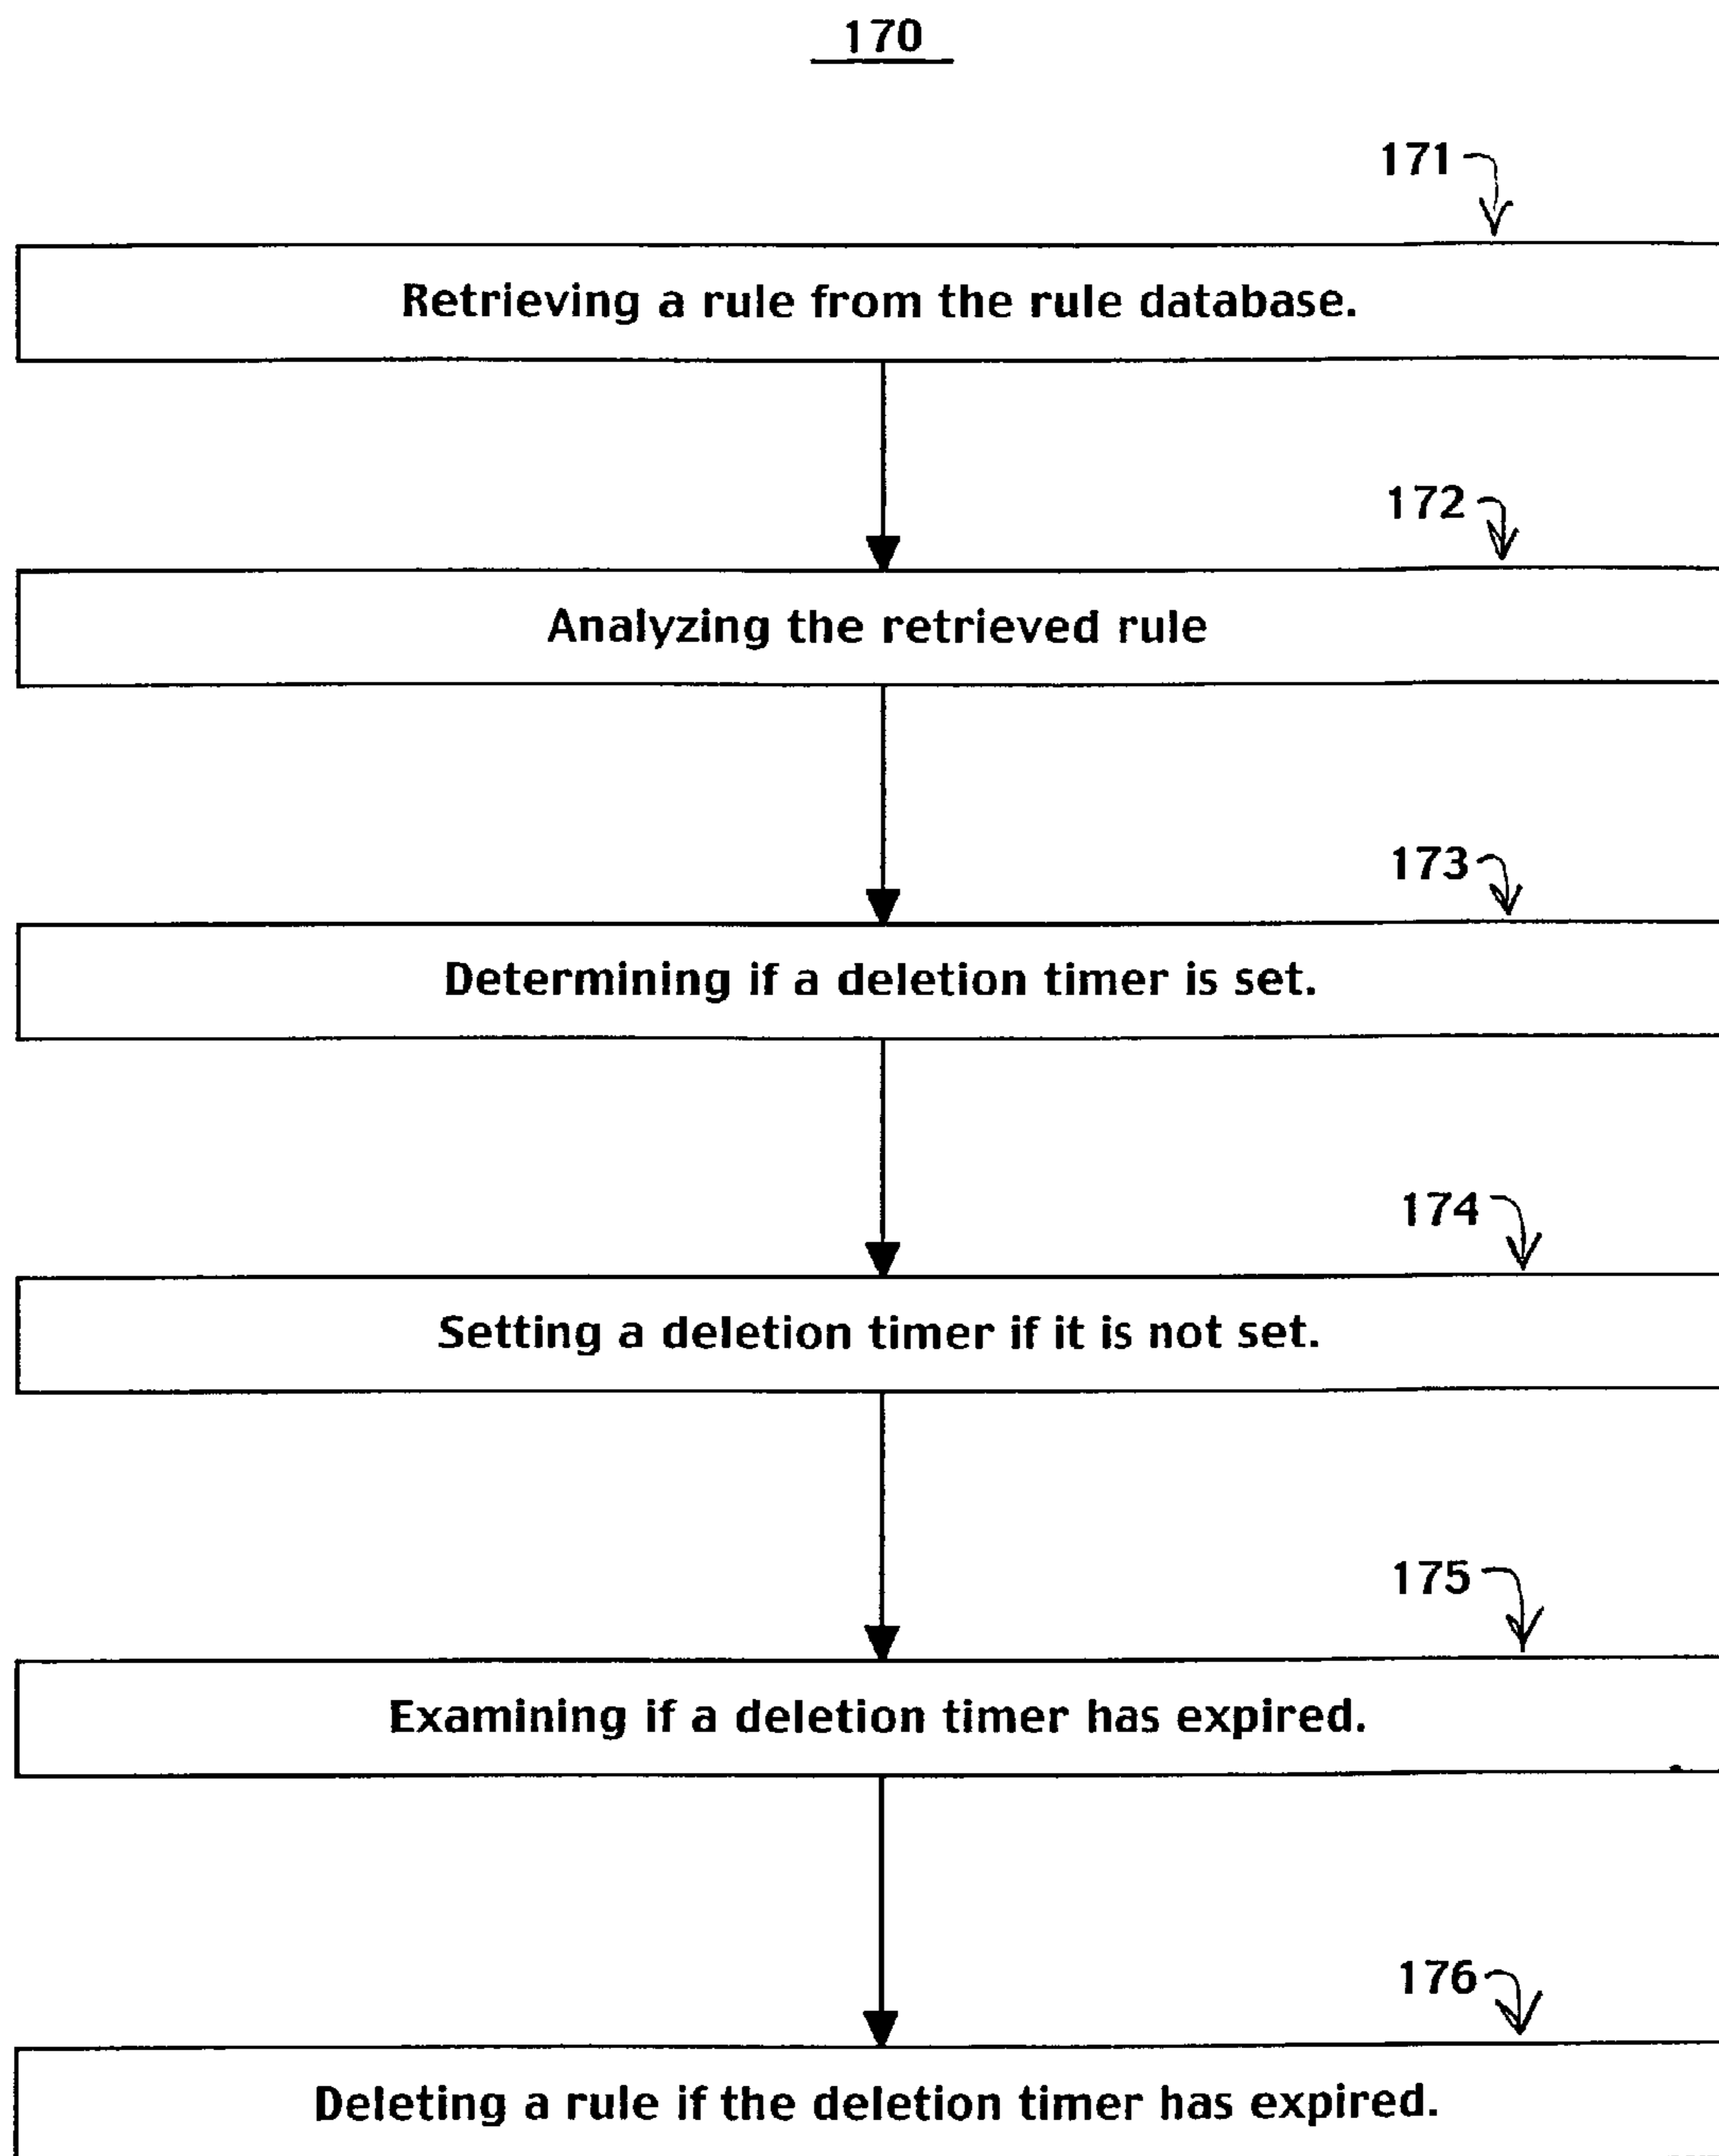 170
171
Retrieving a rule from the rule database.
172
Analyzing the retrieved rule
173
Determining if a deletion timer is set.
174
Setting a deletion timer if it is not set.
175
Examining if a deletion timer has expired.
176
Deleting a rule if the deletion timer has expired.